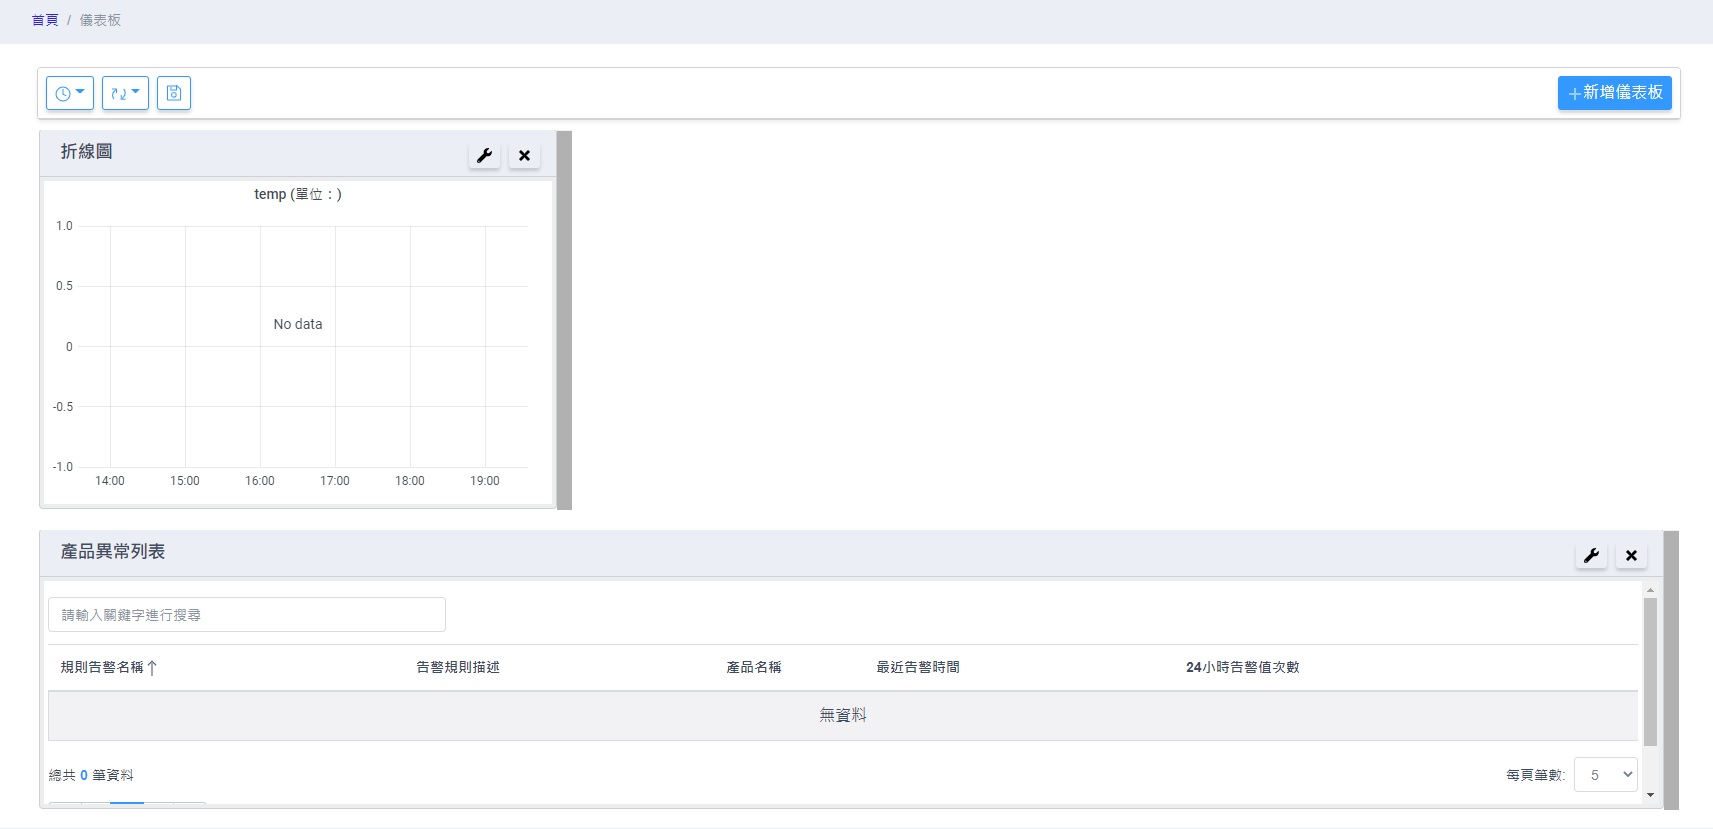 首頁 / 儀表板
+新增儀表板
折線圖
temp (單位：)
1.0
0.5
No data
0
-0.5
-1.0
14:00 15:00 16:00 17:00 18:00 19:00
產品異常列表
請輸入關鍵字進行搜尋
規則告警名稱↑ 告警規則描述 產品名稱 最近告警時間 24小時告警值次數
無資料
總共 0 筆資料 每頁筆數: 5